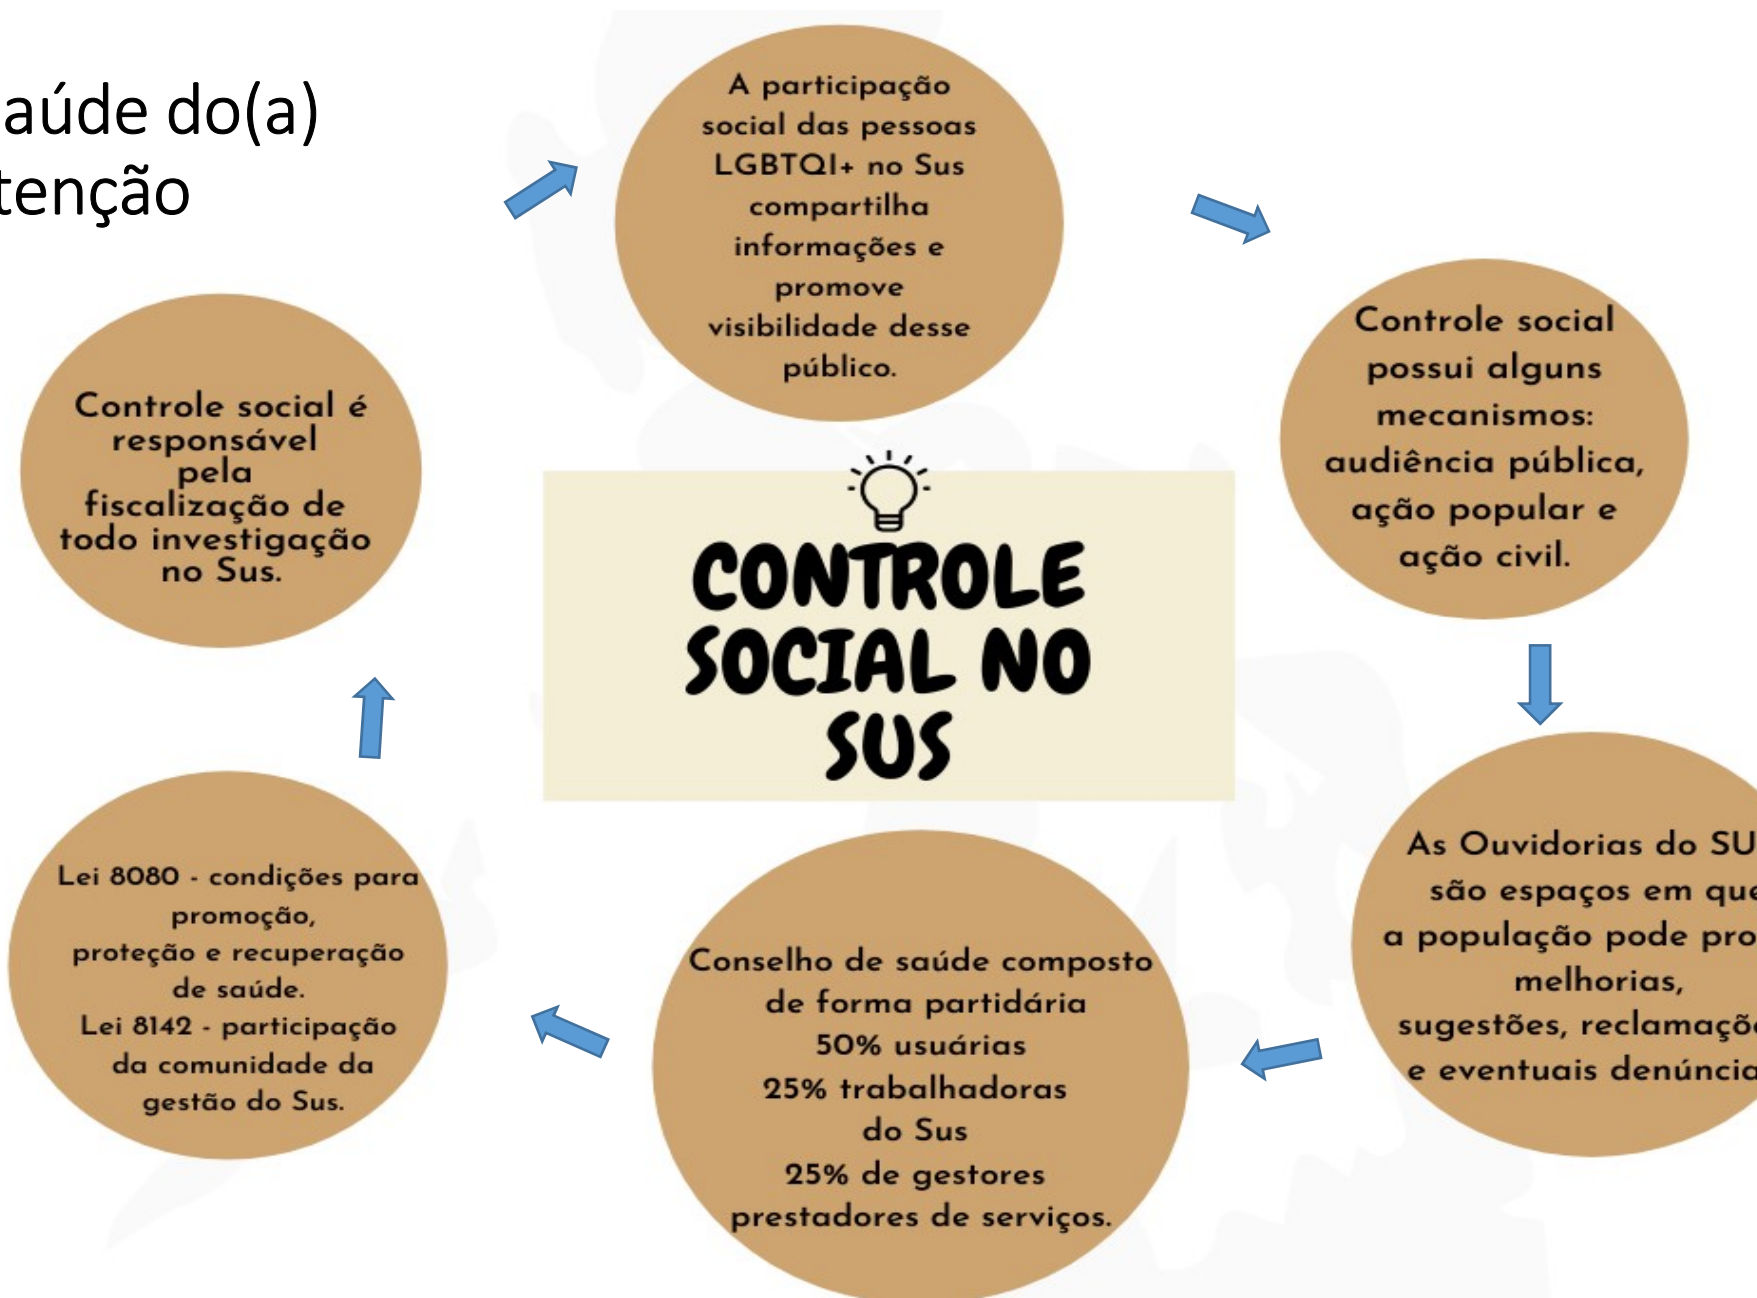 aúde do(a)
tenção
A participação
social das pessoas
LGBTQI+ no Sus
compartilha
informações e
promove
visibilidade desse
público.
Controle social
possui alguns
mecanismos:
audiência pública,
ação popular e
ação civil.
As Ouvidorias do SU
são espaços em que
a população pode pro
melhorias,
sugestões, reclamaçõ
e eventuais denúncia
Conselho de saúde composto
de forma partidária
50% usuárias
25% trabalhadoras
do Sus
25% de gestores
prestadores de serviços.
Lei 8080 - condições para
promoção,
proteção e recuperação
de saúde.
Lei 8142 - participação
da comunidade da
gestão do Sus.
Controle social é
responsável
pela
fiscalização de
todo investigação
no Sus.
CONTROLE
SOCIAL NO
SUS